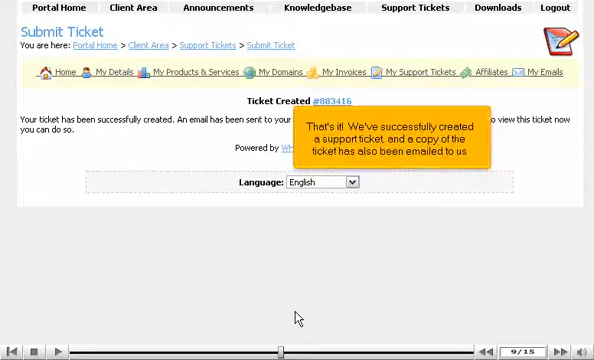 Portal Home Client Area Announcements Knowledgebase Support Tickets Downloads Logout
Submit Ticket
You are here: Portal Home > Client Area > Support Tickets > Submit Ticket
Home My Details My Products & Services My Domains My Invoices My Support Tickets Affiliates My Emails
Ticket Created #883416
Your ticket has been successfully created. An email has been sent to your to view this ticket now
you can do so.
That's it! We've successfully created
a support ticket, and a copy of the
ticket has also been emailed to us
Powered by WH
Language: English
9/15